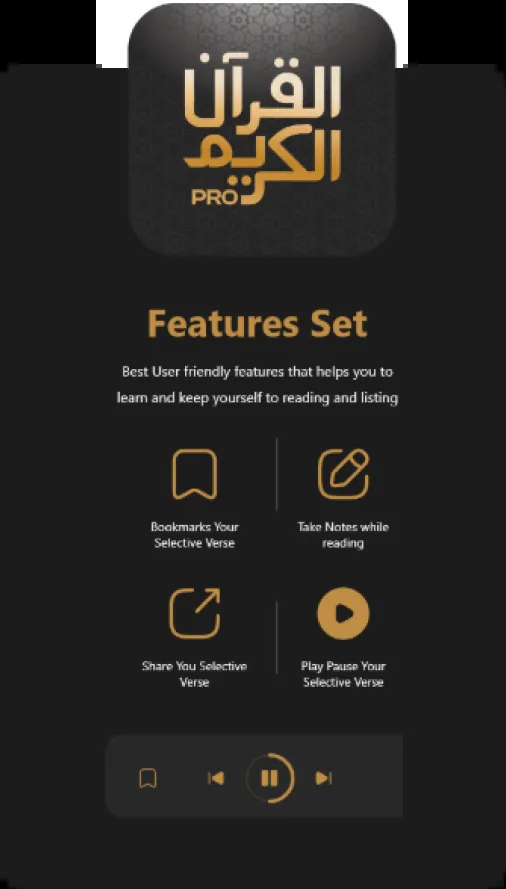 القرآن
الكريم
PRO
Features Set
Best User friendly features that helps you to
learn and keep yourself to reading and listing
Bookmarks Your
Selective Verse
Take Notes while
reading
Share You Selective
Verse
Play Pause Your
Selective Verse